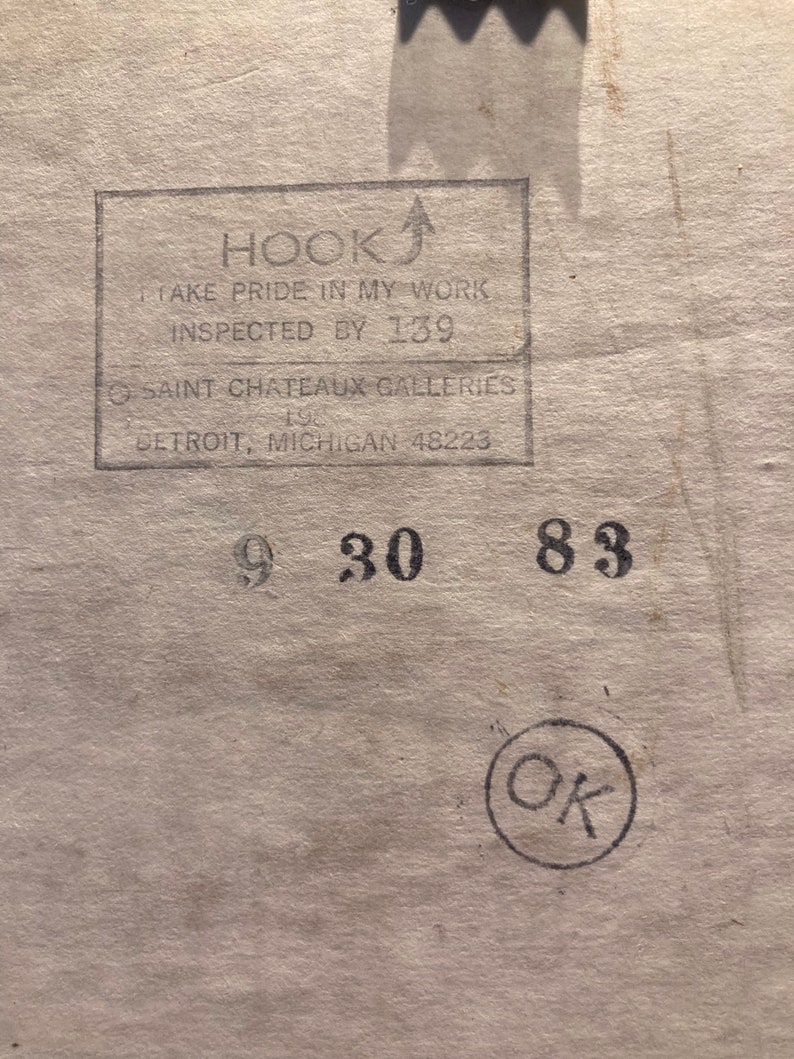 HOOK
I TAKE PRIDE IN MY WORK
INSPECTED BY 139
© SAINT CHATEAUX GALLERIES
DETROIT, MICHIGAN 48223
9 30 83
OK